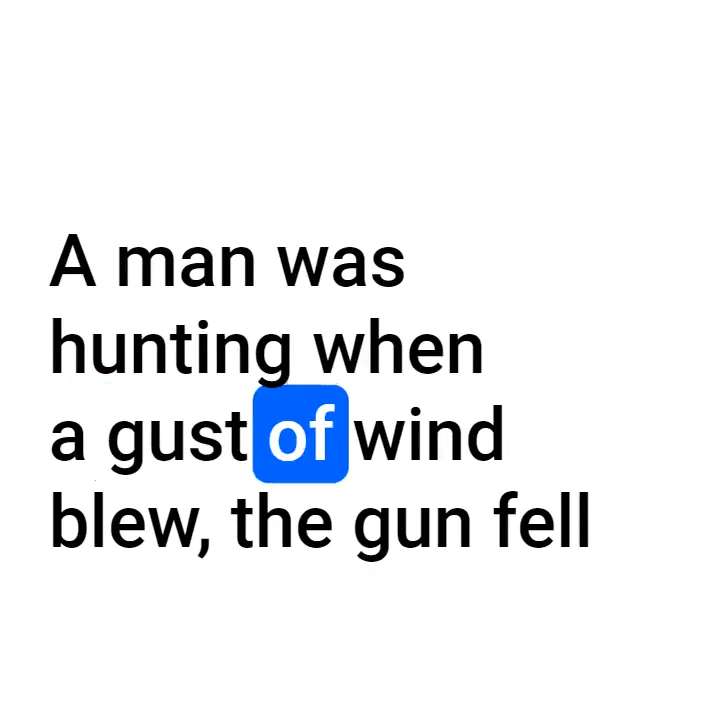 A man was
hunting when
a gust of wind
blew, the gun fell